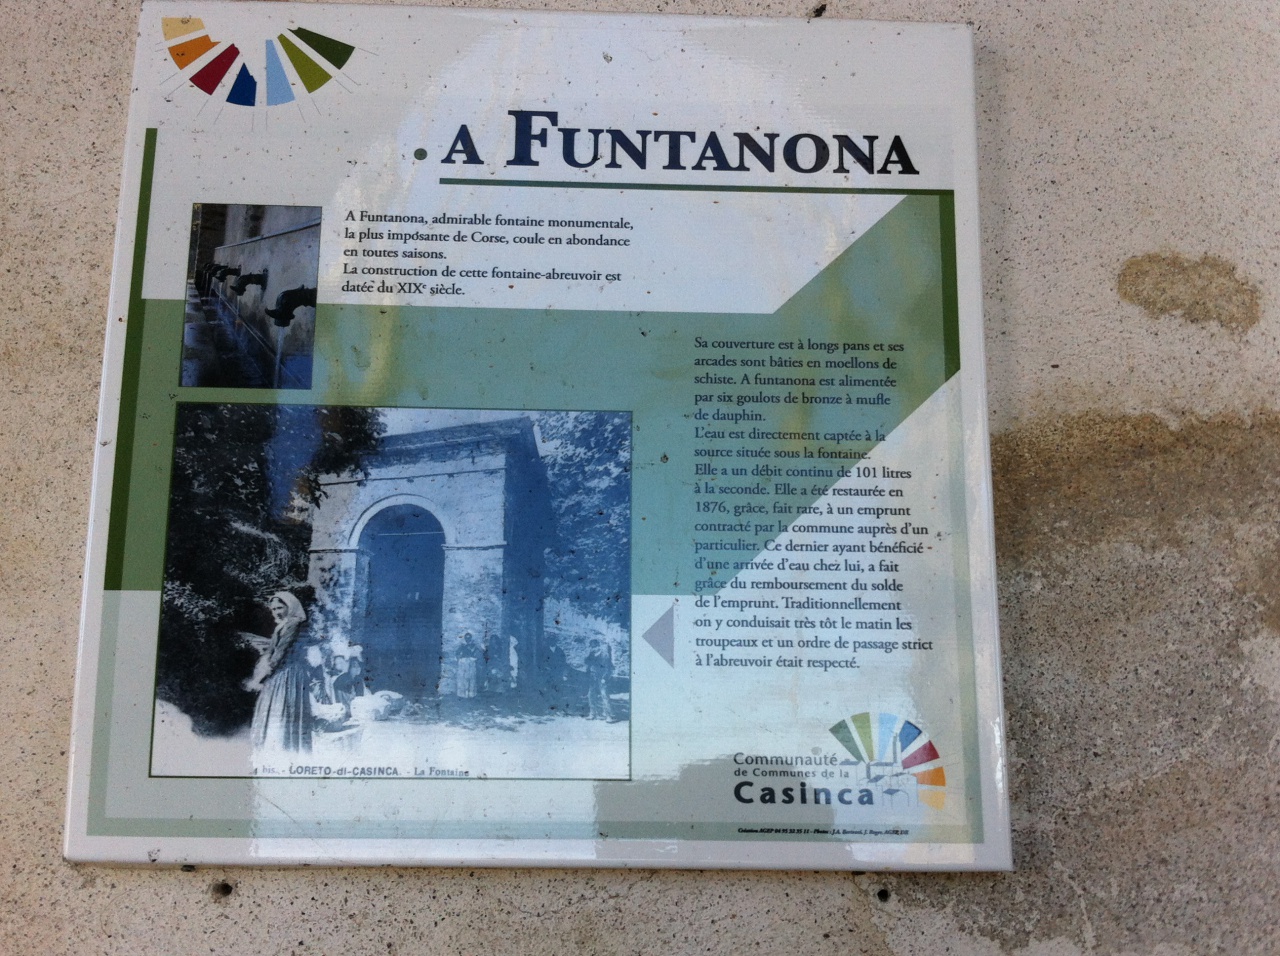 A FUNTANONA
A Funtanona, admirable fontaine monumentale,
la plus imposante de Corse, coule en abondance
en toutes saisons.
La construction de cette fontaine-abreuvoir est
datée du XIXe siècle.
Sa couverture est à longs pans et ses
arcades sont bâties en moellons de
schiste. A funtanona est alimentée
par six goulots de bronze à mufle
de dauphin.
L'eau est directement captée à la
source située sous la fontaine.
Elle a un débit continu de 101 litres
à la seconde. Elle a été restaurée en
1876, grâce, fait rare, à un emprunt
contracté par la commune auprès d'un
particulier. Ce dernier ayant bénéficié
d'une arrivée d'eau chez lui, a fait
grâce du remboursement du solde
de l'emprunt. Traditionnellement
on y conduisait très tôt le matin les
troupeaux et un ordre de passage strict
à l'abreuvoir était respecté.
bis. - LORETO-di-CASINCA. - La Fontaine
Communauté
de Communes de la
Casinca